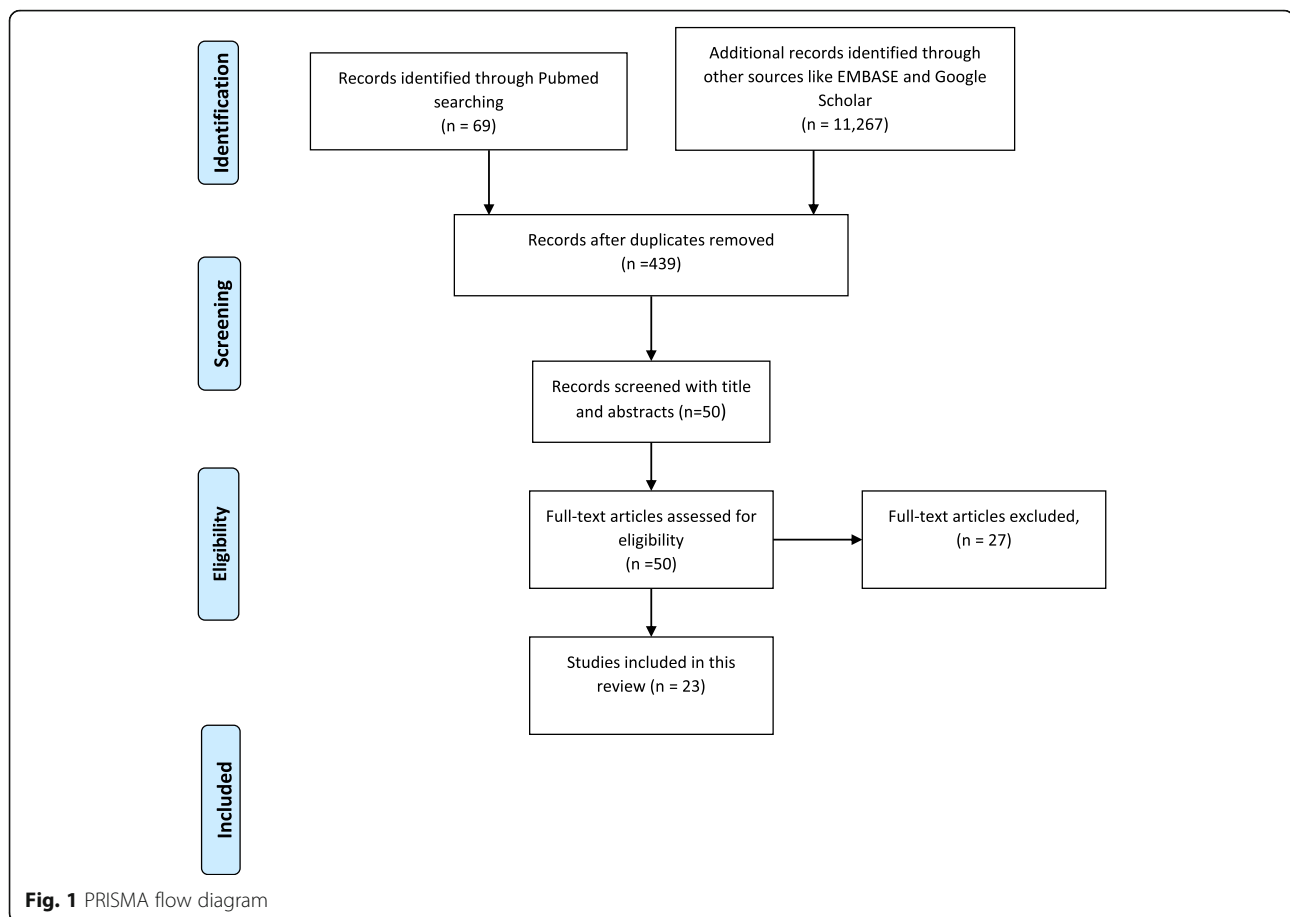 Identification
Records identified through Pubmed
searching
(n = 69)
Additional records identified through
other sources like EMBASE and Google
Scholar
(n = 11,267)
Records after duplicates removed
(n =439)
Screening
Records screened with title
and abstracts (n=50)
Eligibility
Full-text articles assessed for
eligibility
(n =50)
Full-text articles excluded,
(n = 27)
Studies included in this
review (n = 23)
Included
Fig. 1 PRISMA flow diagram